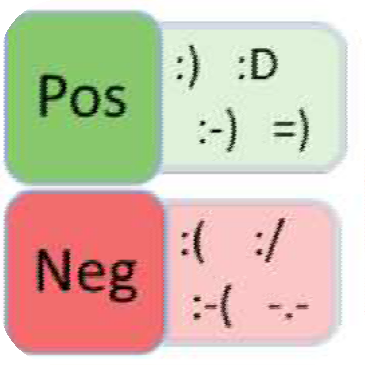 Pos
:) :D
:-) =)
Neg
:( :/
:-( -.-